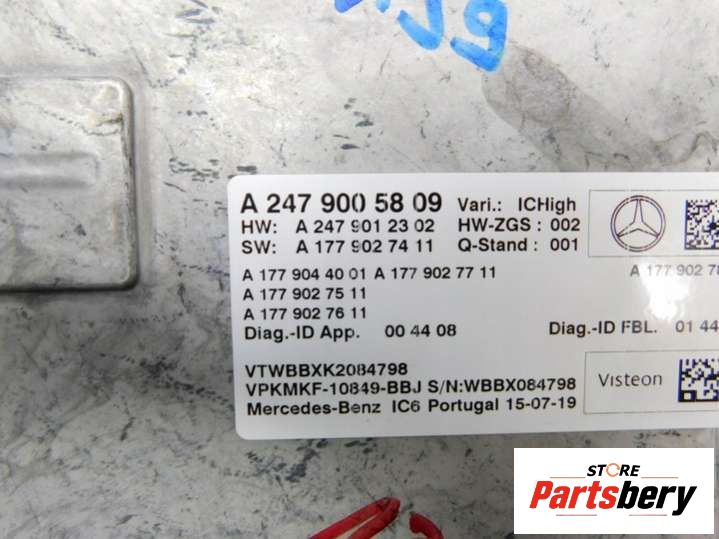 A 247 900 58 09 Vari.: ICHigh
HW: A 247 901 23 02 HW-ZGS : 002
SW: A 177 902 74 11 Q-Stand : 001
A 177 904 40 01 A 177 902 77 11 A 177 902 78
A 177 902 75 11
A 177 902 76 11
Diag.-ID App. 00 44 08 Diag.-ID FBL. 01 44
VTWBBXK2084798
VPKMKF-10849-BBJ S/N:WBBX084798 Visteon
Mercedes-Benz IC6 Portugal 15-07-19
STORE
Partsbery